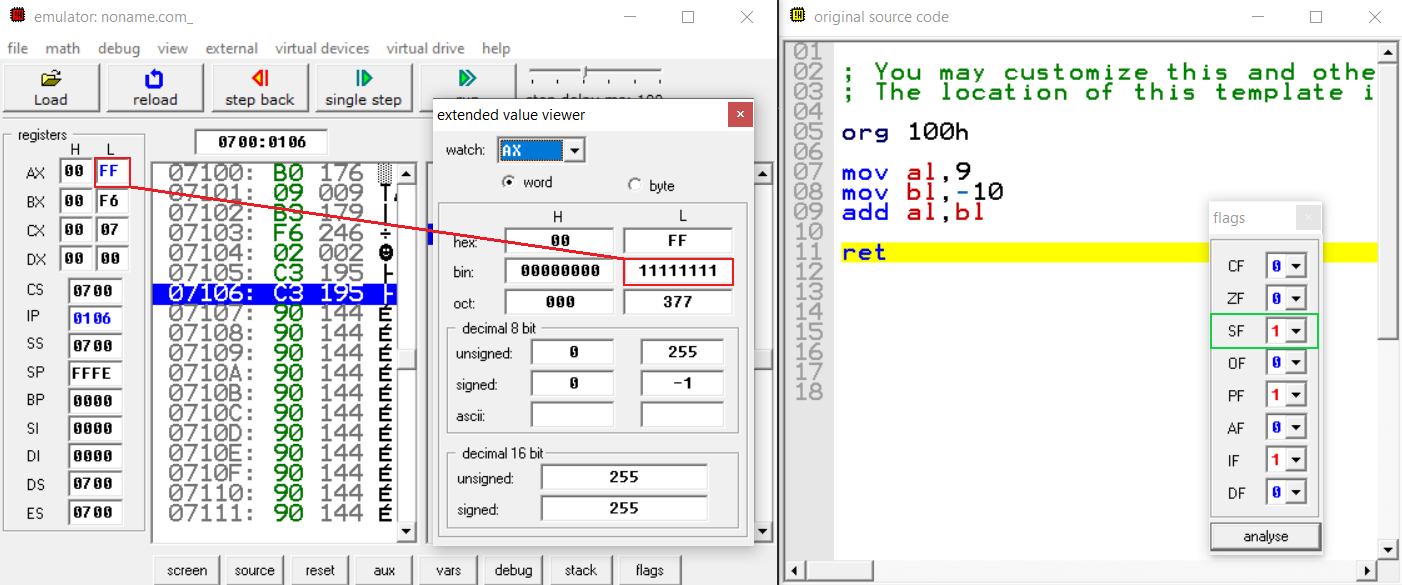 emulator: noname.com_
file math debug view external virtual devices virtual drive help
Load reload step back single step
registers
H L
AX 00 FF
BX 00 F6
CX 00 07
DX 00 00
CS 0700
IP 0106
SS 0700
SP FFFE
BP 0000
SI 0000
DI 0000
DS 0700
ES 0700
0700:0106
07100: B0 176
07101: 09 009
07102: B3 179
07103: F6 246 ÷
07104: 02 002 ☻
07105: C3 195 ├
07106: C3 195 ├
07107: 90 144 É
07108: 90 144 É
07109: 90 144 É
0710A: 90 144 É
0710B: 90 144 É
0710C: 90 144 É
0710D: 90 144 É
0710E: 90 144 É
0710F: 90 144 É
07110: 90 144 É
07111: 90 144 É
extended value viewer
watch: AX
word byte
H L
hex: 00 FF
bin: 00000000 11111111
oct: 000 377
decimal 8 bit
unsigned: 0 255
signed: 0 -1
ascii:
decimal 16 bit
unsigned: 255
signed: 255
screen source reset aux vars debug stack flags
original source code
01
02 ; You may customize this and othe
03 ; The location of this template i
04
05 org 100h
06
07 mov al,9
08 mov bl,-10
09 add al,bl
10
11 ret
12
13
14
15
16
17
18
flags
CF 0
ZF 0
SF 1
OF 0
PF 1
AF 0
IF 1
DF 0
analyse